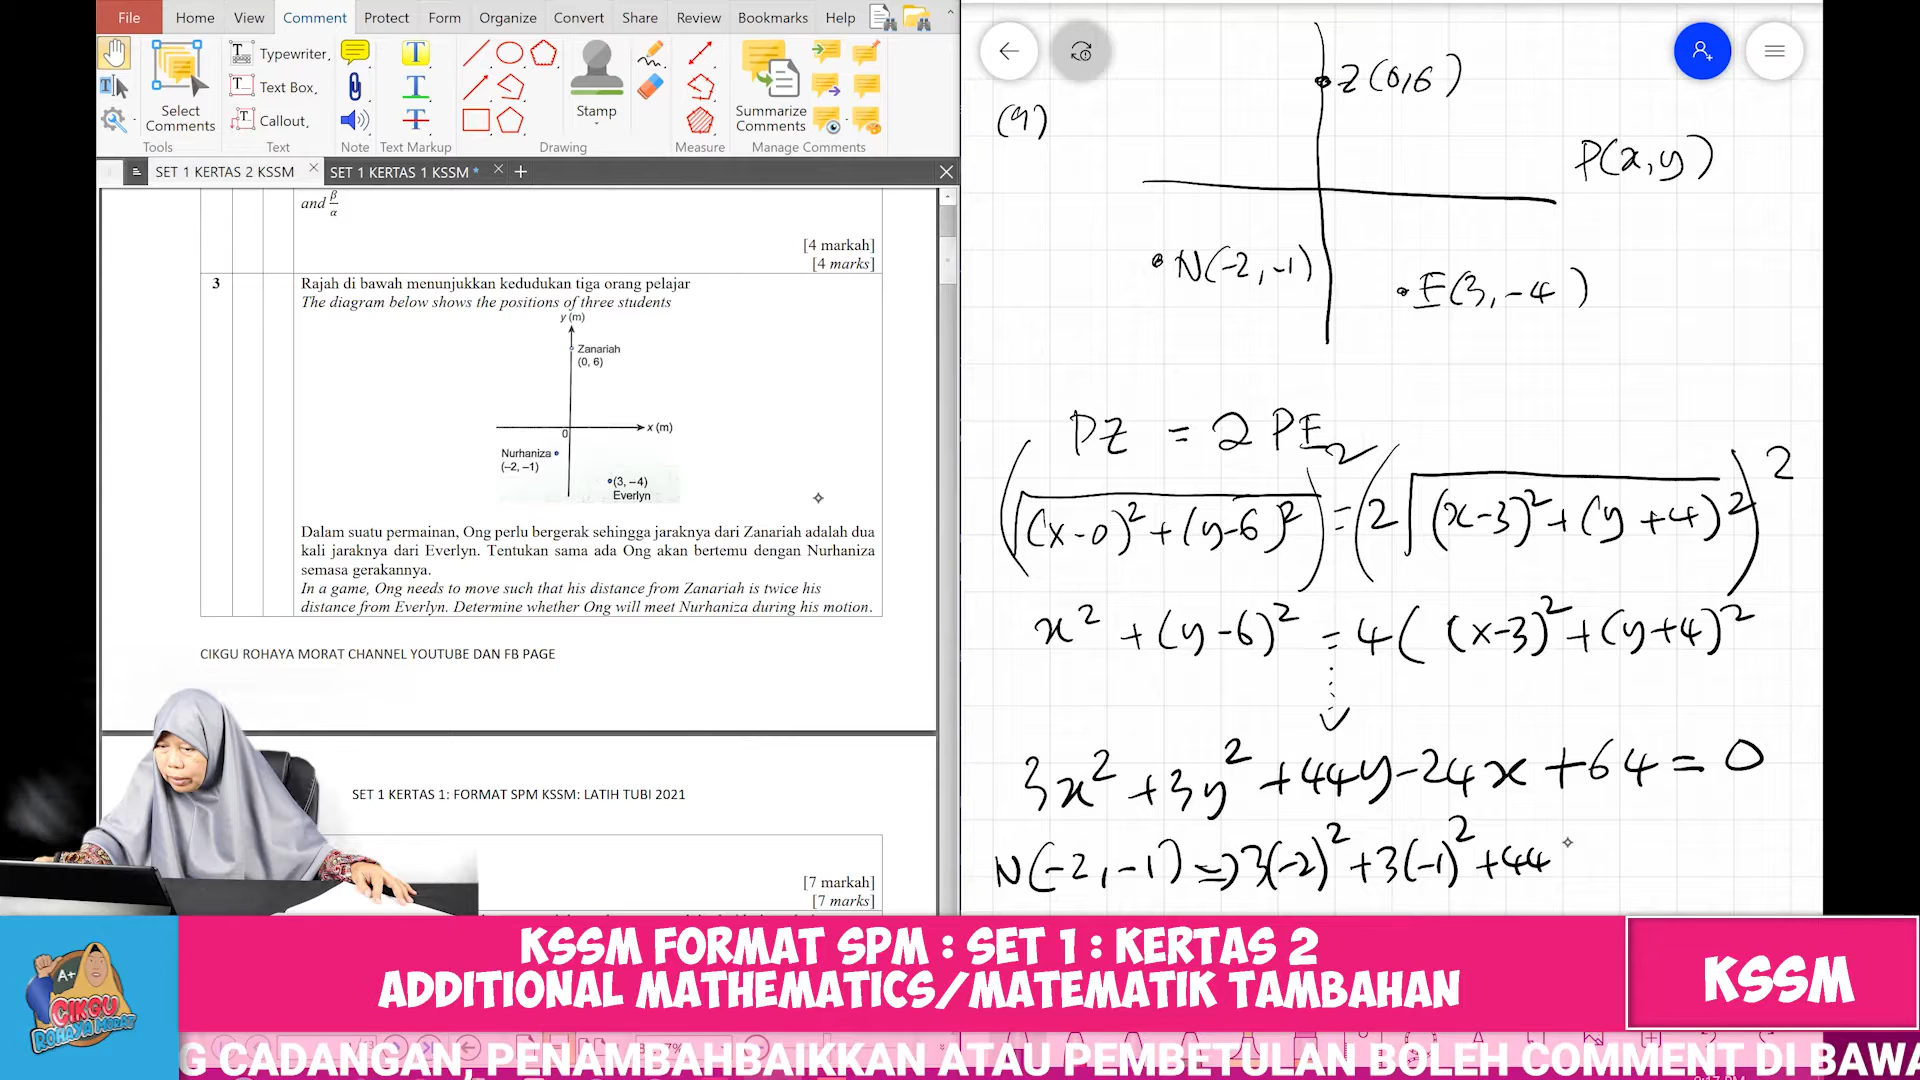 File Home View Comment Protect Form Organize Convert Share Review Bookmarks Help
Select Comments
Typewriter
Text Box
Callout
Stamp
Summarize Comments
Tools Text Note Text Markup Drawing Measure Manage Comments
SET 1 KERTAS 2 KSSM
SET 1 KERTAS 1 KSSM *
and β/α
[4 markah]
[4 marks]
3
Rajah di bawah menunjukkan kedudukan tiga orang pelajar
The diagram below shows the positions of three students
y (m)
Zanariah
(0, 6)
0
x (m)
Nurhaniza
(−2, −1)
(3, −4)
Everlyn
Dalam suatu permainan, Ong perlu bergerak sehingga jaraknya dari Zanariah adalah dua
kali jaraknya dari Everlyn. Tentukan sama ada Ong akan bertemu dengan Nurhaniza
semasa gerakannya.
In a game, Ong needs to move such that his distance from Zanariah is twice his
distance from Everlyn. Determine whether Ong will meet Nurhaniza during his motion.
CIKGU ROHAYA MORAT CHANNEL YOUTUBE DAN FB PAGE
SET 1 KERTAS 1: FORMAT SPM KSSM: LATIH TUBI 2021
[7 markah]
[7 marks]
Z(0,6)
P(x,y)
N(-2,-1)
E(3,-4)
PZ = 2 PE
(√((x-0)²+(y-6)²))² = (2√((x-3)²+(y+4)²))²
x² + (y-6)² = 4( (x-3)²+(y+4)²
3x² + 3y² + 44y - 24x + 64 = 0
N(-2,-1) => 3(-2)² + 3(-1)² + 44
A+
CIKGU
ROHAYA MORAT
KSSM FORMAT SPM : SET 1 : KERTAS 2
ADDITIONAL MATHEMATICS/MATEMATIK TAMBAHAN
KSSM
G CADANGAN, PENAMBAHBAIKKAN ATAU PEMBETULAN BOLEH COMMENT DI BAWA